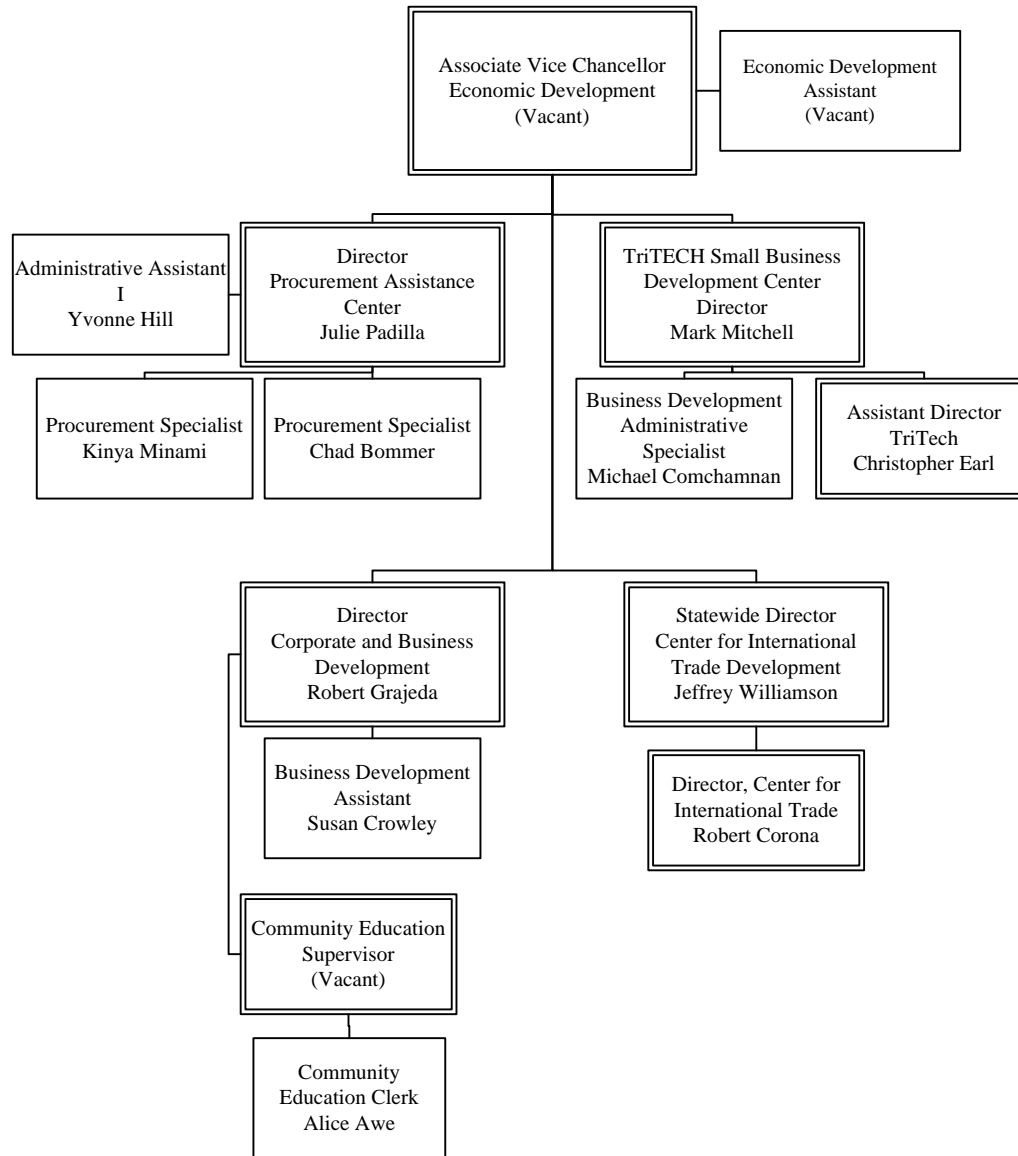 Associate Vice Chancellor
Economic Development
(Vacant)
Economic Development
Assistant
(Vacant)
Administrative Assistant
I
Yvonne Hill
Director
Procurement Assistance
Center
Julie Padilla
TriTECH Small Business
Development Center
Director
Mark Mitchell
Procurement Specialist
Kinya Minami
Procurement Specialist
Chad Bommer
Business Development
Administrative
Specialist
Michael Comchamnan
Assistant Director
TriTech
Christopher Earl
Director
Corporate and Business
Development
Robert Grajeda
Statewide Director
Center for International
Trade Development
Jeffrey Williamson
Business Development
Assistant
Susan Crowley
Director, Center for
International Trade
Robert Corona
Community Education
Supervisor
(Vacant)
Community
Education Clerk
Alice Awe